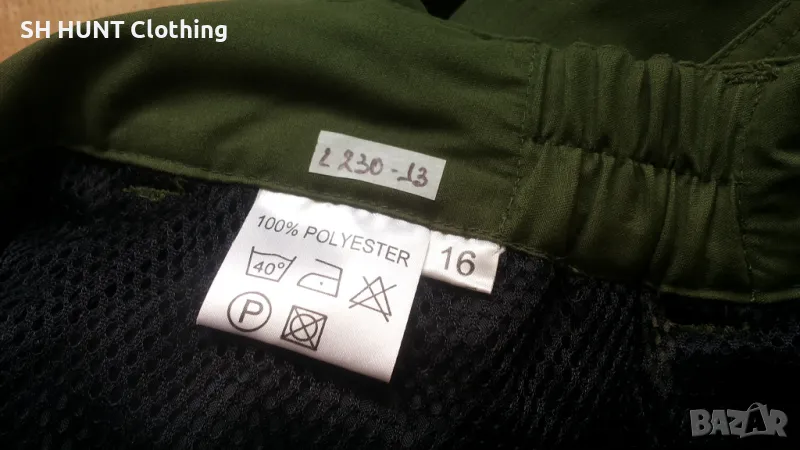 SH HUNT Clothing
L 230-13
100% POLYESTER
16
40°
P
BAZAR